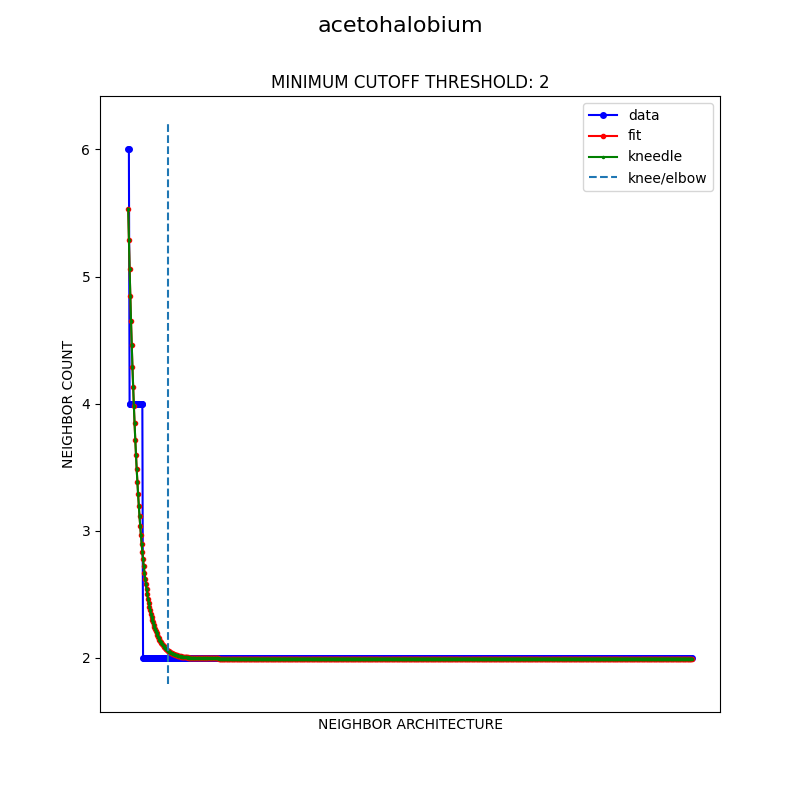 acetohalobium
MINIMUM CUTOFF THRESHOLD: 2
data
fit
kneedle
knee/elbow
6
5
4
3
2
NEIGHBOR COUNT
NEIGHBOR ARCHITECTURE